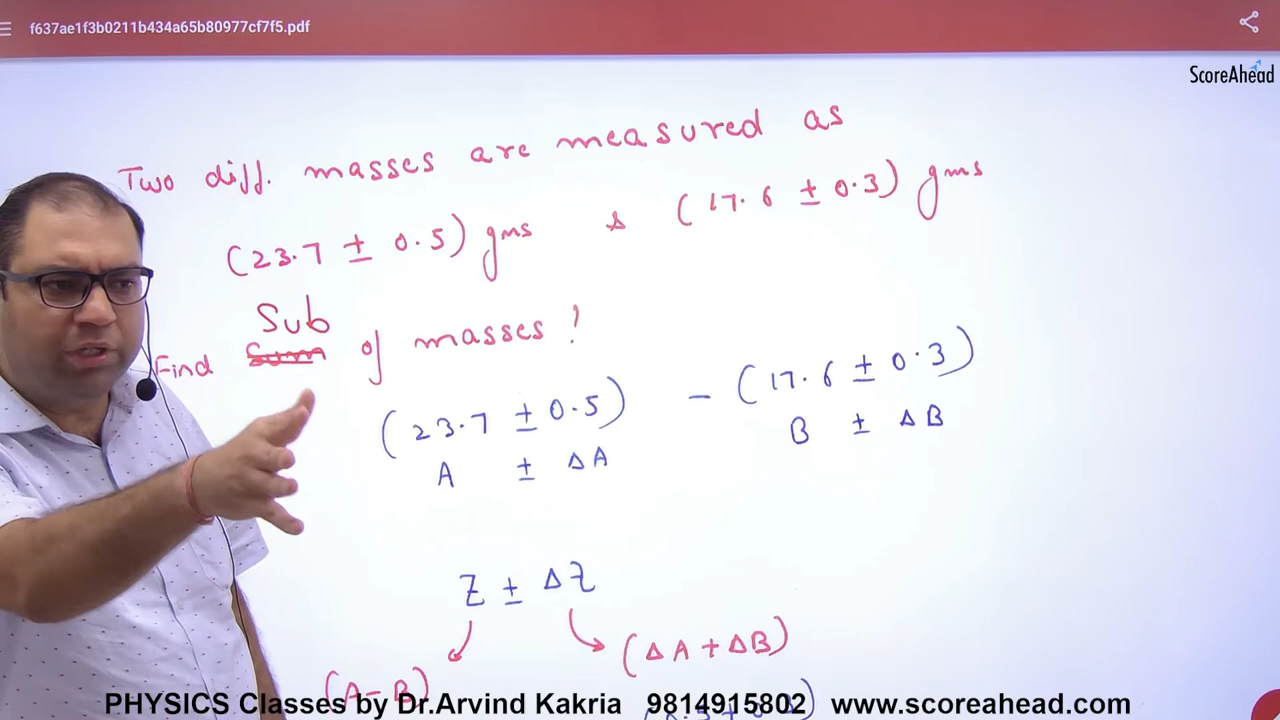 f637ae1f3b0211b434a65b80977cf7f5.pdf
ScoreAhead
Two diff. masses are measured as
(23.7 ± 0.5) gms & (17.6 ± 0.3) gms
Sub
Find Sum of masses!
(23.7 ± 0.5) - (17.6 ± 0.3)
A ± ΔA B ± ΔB
Z ± ΔZ
(ΔA + ΔB)
(A - B)
PHYSICS Classes by Dr.Arvind Kakria 9814915802 www.scoreahead.com